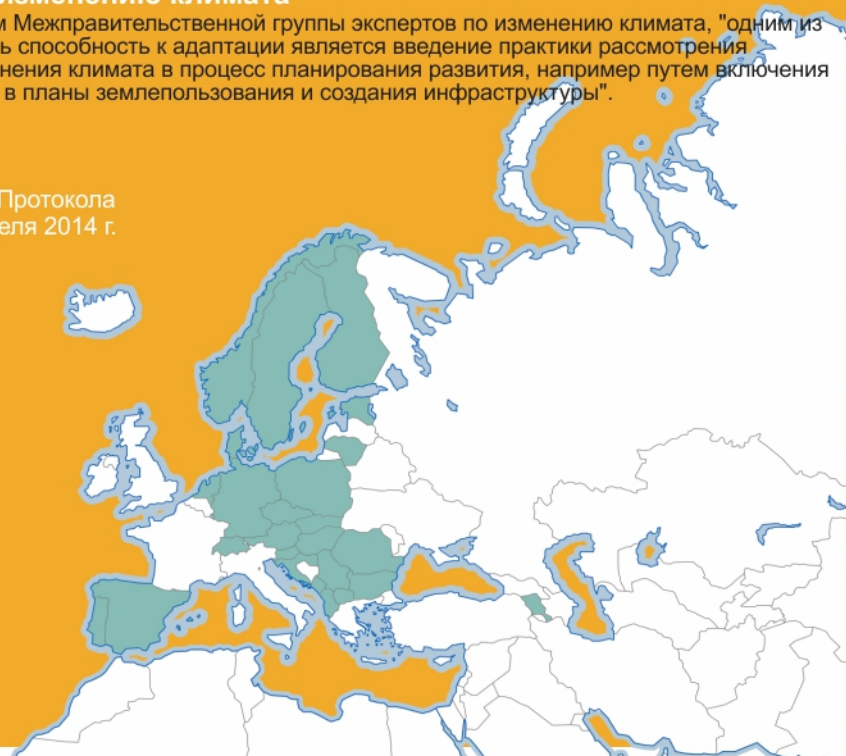 изменению климата
м Межправительственной группы экспертов по изменению климата, "одним из
ь способность к адаптации является введение практики рассмотрения
нения климата в процесс планирования развития, например путем включения
в планы землепользования и создания инфраструктуры".
Протокола
еля 2014 г.